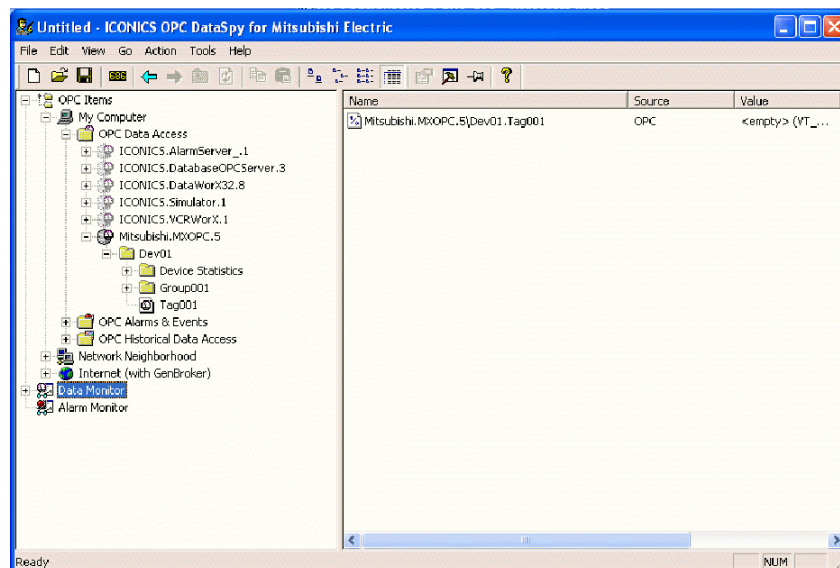 Untitled - ICONICS OPC DataSpy for Mitsubishi Electric
File Edit View Go Action Tools Help
OPC Items
My Computer
OPC Data Access
ICONICS.AlarmServer_.1
ICONICS.DatabaseOPCServer.3
ICONICS.DataWorX32.8
ICONICS.Simulator.1
ICONICS.VCRWorX.1
Mitsubishi.MXOPC.5
Dev01
Device Statistics
Group001
Tag001
OPC Alarms & Events
OPC Historical Data Access
Network Neighborhood
Internet (with GenBroker)
Data Monitor
Alarm Monitor
Name Source Value
Mitsubishi.MXOPC.5\Dev01.Tag001 OPC <empty> (VT_...
Ready NUM